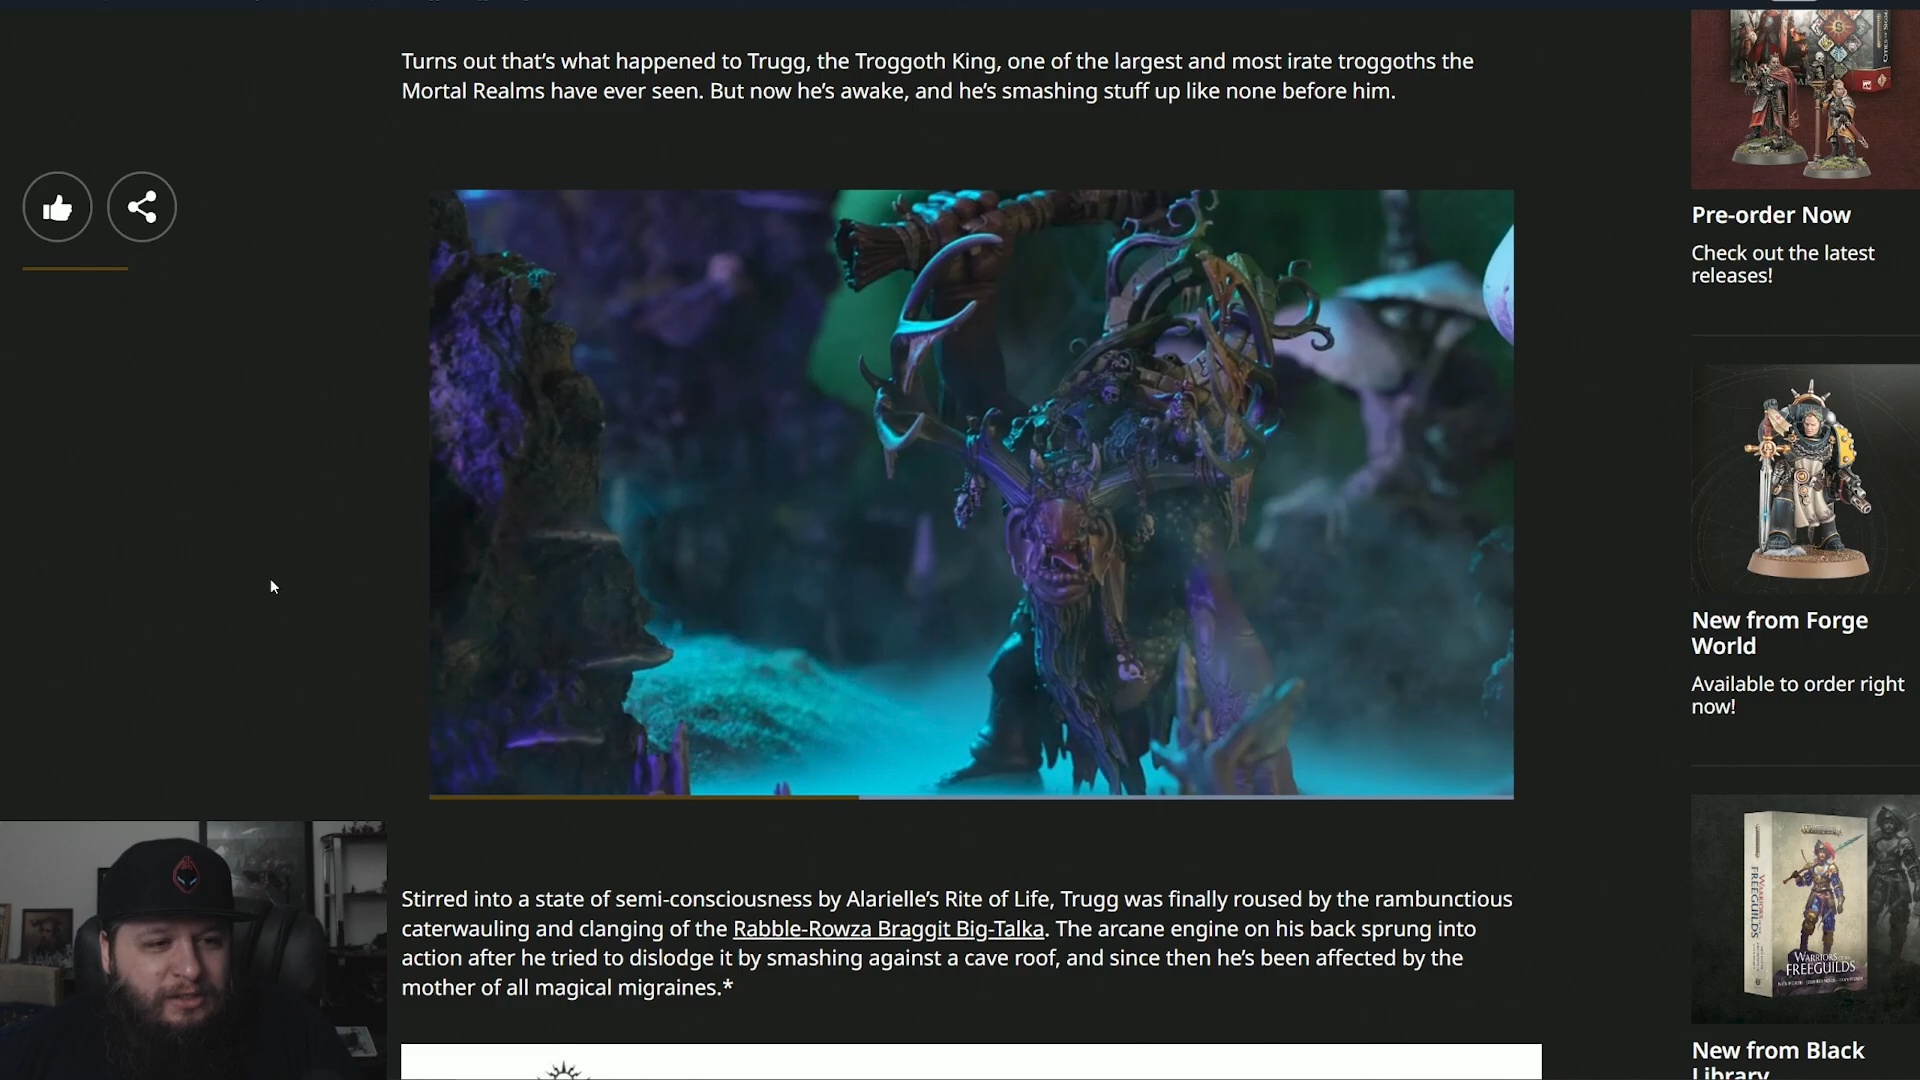 Turns out that’s what happened to Trugg, the Troggoth King, one of the largest and most irate troggoths the
Mortal Realms have ever seen. But now he’s awake, and he’s smashing stuff up like none before him.
Stirred into a state of semi-consciousness by Alarielle’s Rite of Life, Trugg was finally roused by the rambunctious
caterwauling and clanging of the Rabble-Rowza Braggit Big-Talka. The arcane engine on his back sprung into
action after he tried to dislodge it by smashing against a cave roof, and since then he’s been affected by the
mother of all magical migraines.*
Pre-order Now
Check out the latest
releases!
New from Forge
World
Available to order right
now!
WARRIORS
FREEGUILDS
FREEGUILDS
New from Black
Library